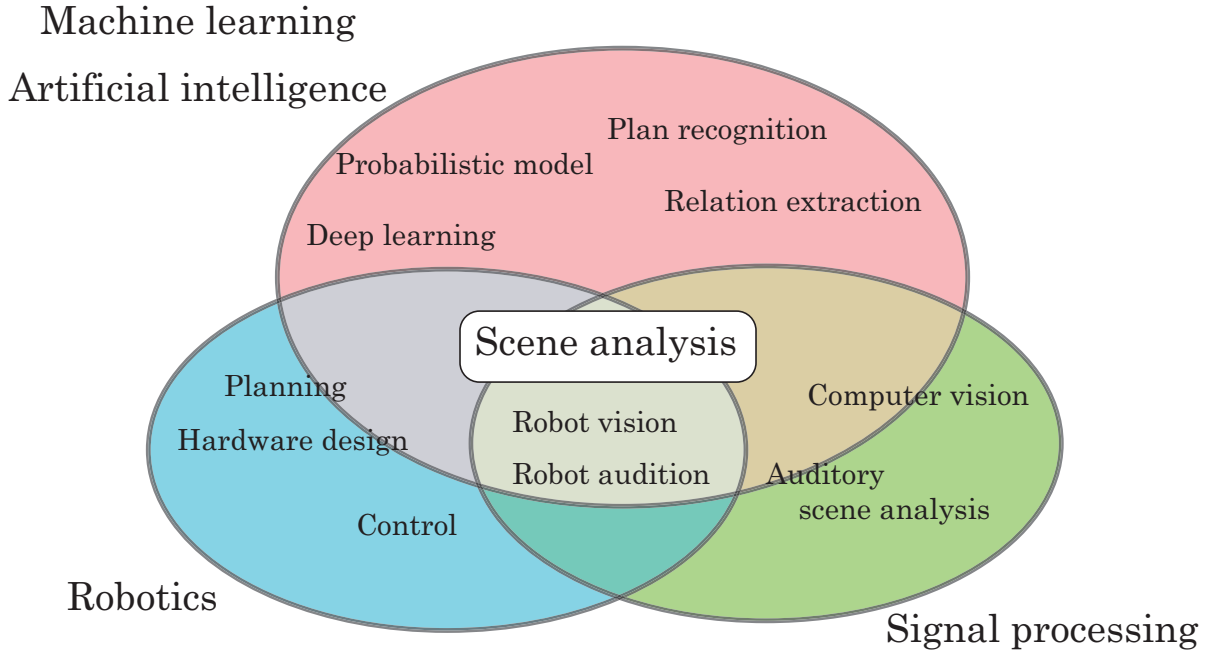 Machine learning
Artificial intelligence
Plan recognition
Probabilistic model
Relation extraction
Deep learning
Scene analysis
Planning
Computer vision
Robot vision
Hardware design
Robot audition
Auditory
scene analysis
Control
Robotics
Signal processing